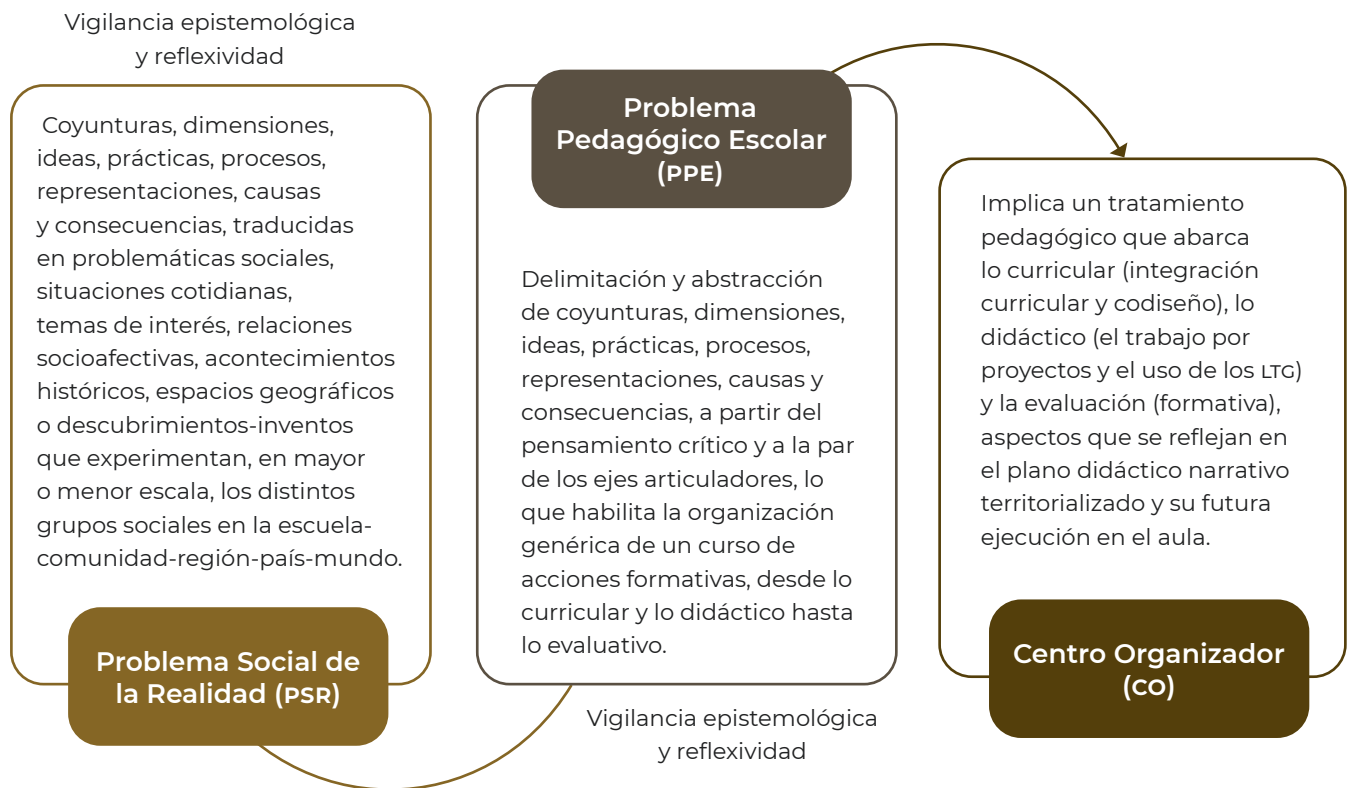 Vigilancia epistemológica
y reflexividad
Coyunturas, dimensiones,
ideas, prácticas, procesos,
representaciones, causas
y consecuencias, traducidas
en problemáticas sociales,
situaciones cotidianas,
temas de interés, relaciones
socioafectivas, acontecimientos
históricos, espacios geográficos
o descubrimientos-inventos
que experimentan, en mayor
o menor escala, los distintos
grupos sociales en la escuela-
comunidad-región-país-mundo.
Problema Social de
la Realidad (PSR)
Problema
Pedagógico Escolar
(PPE)
Delimitación y abstracción
de coyunturas, dimensiones,
ideas, prácticas, procesos,
representaciones, causas y
consecuencias, a partir del
pensamiento crítico y a la par
de los ejes articuladores, lo
que habilita la organización
genérica de un curso de
acciones formativas, desde lo
curricular y lo didáctico hasta
lo evaluativo.
Vigilancia epistemológica
y reflexividad
Implica un tratamiento
pedagógico que abarca
lo curricular (integración
curricular y codiseño), lo
didáctico (el trabajo por
proyectos y el uso de los LTG)
y la evaluación (formativa),
aspectos que se reflejan en
el plano didáctico narrativo
territorializado y su futura
ejecución en el aula.
Centro Organizador
(CO)